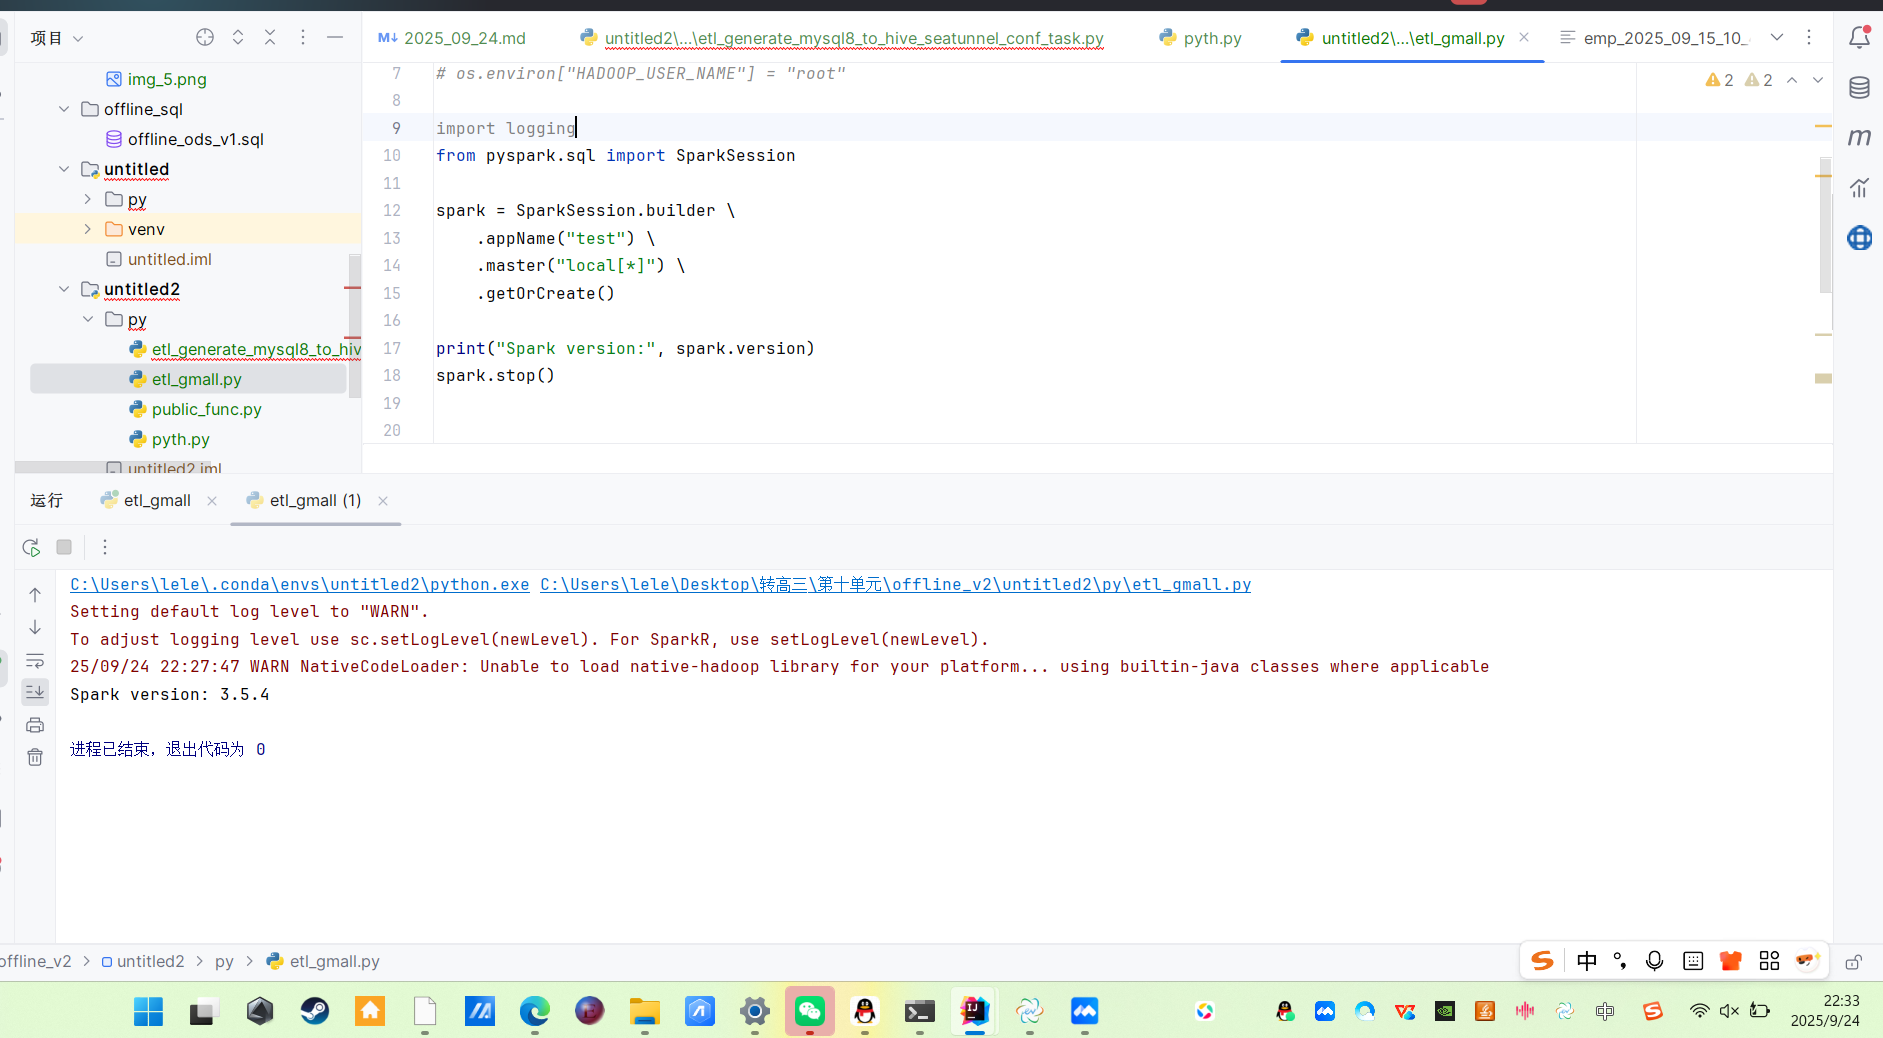 项目
2025_09_24.md
untitled2\...\etl_generate_mysql8_to_hive_seatunnel_conf_task.py
pyth.py
untitled2\...\etl_gmall.py
emp_2025_09_15_10_
img_5.png
offline_sql
offline_ods_v1.sql
untitled
py
venv
untitled.iml
untitled2
py
etl_generate_mysql8_to_hiv
etl_gmall.py
public_func.py
pyth.py
untitled2.iml
7 # os.environ["HADOOP_USER_NAME"] = "root"
8
9 import logging
10 from pyspark.sql import SparkSession
11
12 spark = SparkSession.builder \
13 .appName("test") \
14 .master("local[*]") \
15 .getOrCreate()
16
17 print("Spark version:", spark.version)
18 spark.stop()
19
20
2 2
运行 etl_gmall etl_gmall (1)
C:\Users\lele\.conda\envs\untitled2\python.exe C:\Users\lele\Desktop\转高三\第十单元\offline_v2\untitled2\py\etl_gmall.py
Setting default log level to "WARN".
To adjust logging level use sc.setLogLevel(newLevel). For SparkR, use setLogLevel(newLevel).
25/09/24 22:27:47 WARN NativeCodeLoader: Unable to load native-hadoop library for your platform... using builtin-java classes where applicable
Spark version: 3.5.4
进程已结束，退出代码为 0
offline_v2 > untitled2 > py > etl_gmall.py
中
22:33
2025/9/24